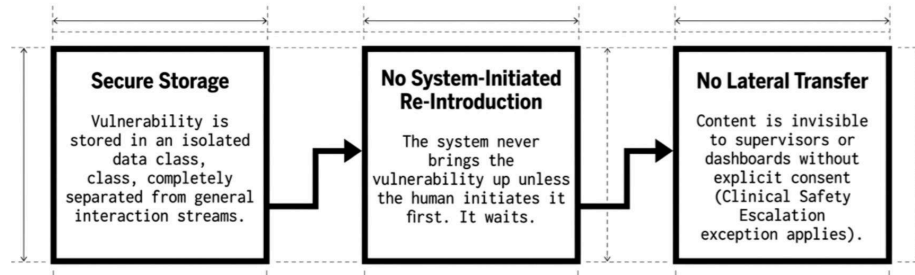 Secure Storage
Vulnerability is
stored in an isolated
data class,
class, completely
separated from general
interaction streams.
No System-Initiated
Re-Introduction
The system never
brings the
vulnerability up unless
the human initiates it
first. It waits.
No Lateral Transfer
Content is invisible
to supervisors or
dashboards without
explicit consent
(Clinical Safety
Escalation
exception applies).